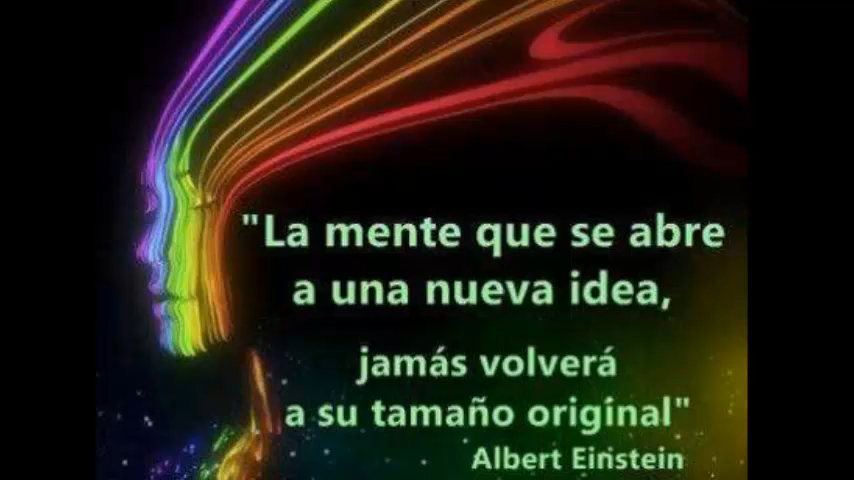 "La mente que se abre
a una nueva idea,
jamás volverá
a su tamaño original"
Albert Einstein